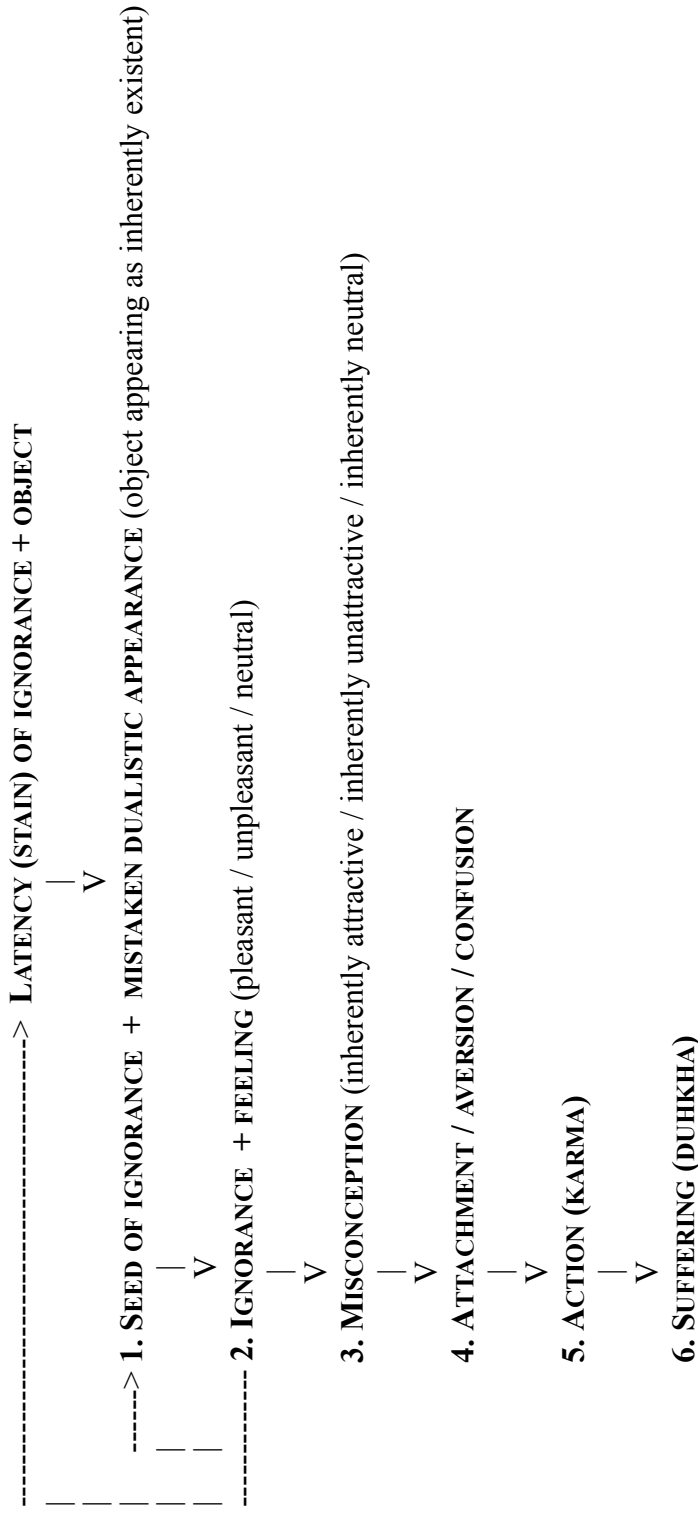 --------------------------------------------> LATENCY (STAIN) OF IGNORANCE + OBJECT
| |
| V
| -----> 1. SEED OF IGNORANCE + MISTAKEN DUALISTIC APPEARANCE (object appearing as inherently existent)
| | |
| | V
--------------- 2. IGNORANCE + FEELING (pleasant / unpleasant / neutral)
|
V
3. MISCONCEPTION (inherently attractive / inherently unattractive / inherently neutral)
|
V
4. ATTACHMENT / AVERSION / CONFUSION
|
V
5. ACTION (KARMA)
|
V
6. SUFFERING (DUHKHA)